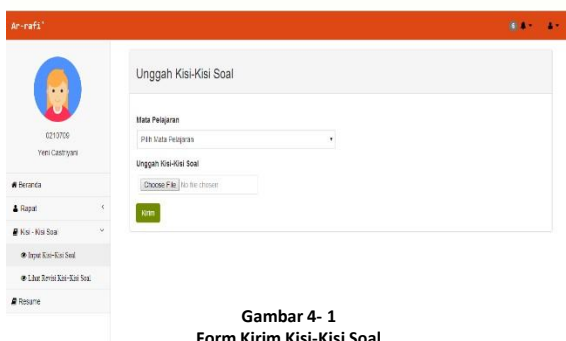 Ar-rafi'
6
Unggah Kisi-Kisi Soal
Mata Pelajaran
Pilih Mata Pelajaran
Unggah Kisi-Kisi Soal
Choose File No file chosen
Kirim
0213709
Yeni Castriyani
Beranda
Rapat
Kisi - Kisi Soal
Input Kisi-Kisi Soal
Lihat Revisi Kisi-Kisi Soal
Resume
Gambar 4- 1
Form Kirim Kisi-Kisi Soal